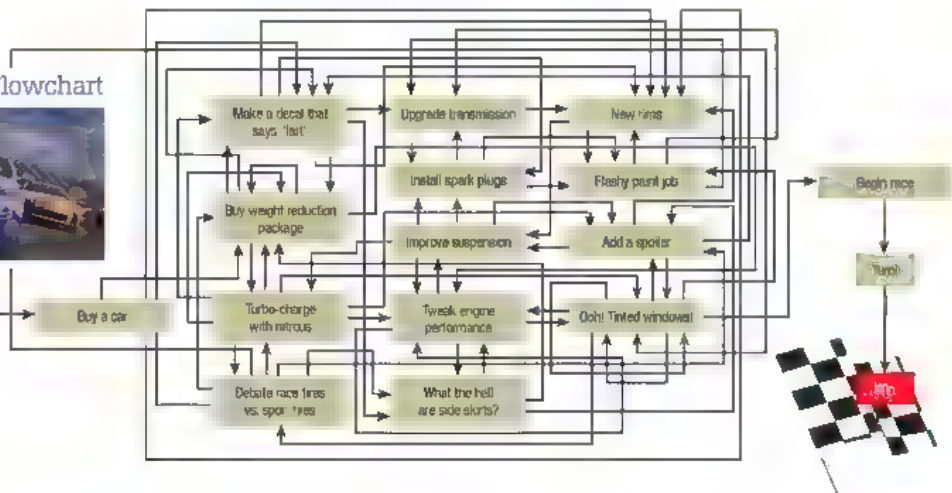 lowchart
Make a decal that
says "fast"
Upgrade transmission
New rims
Install spark plugs
Flashy paint job
Begin race
Buy weight reduction
package
Improve suspension
Add a spoiler
Buy a car
Turbo-charge
with nitrous
Tweak engine
performance
Ooh! Tinted windows!
Debate race tires
vs. sport tires
What the hell
are side skirts?